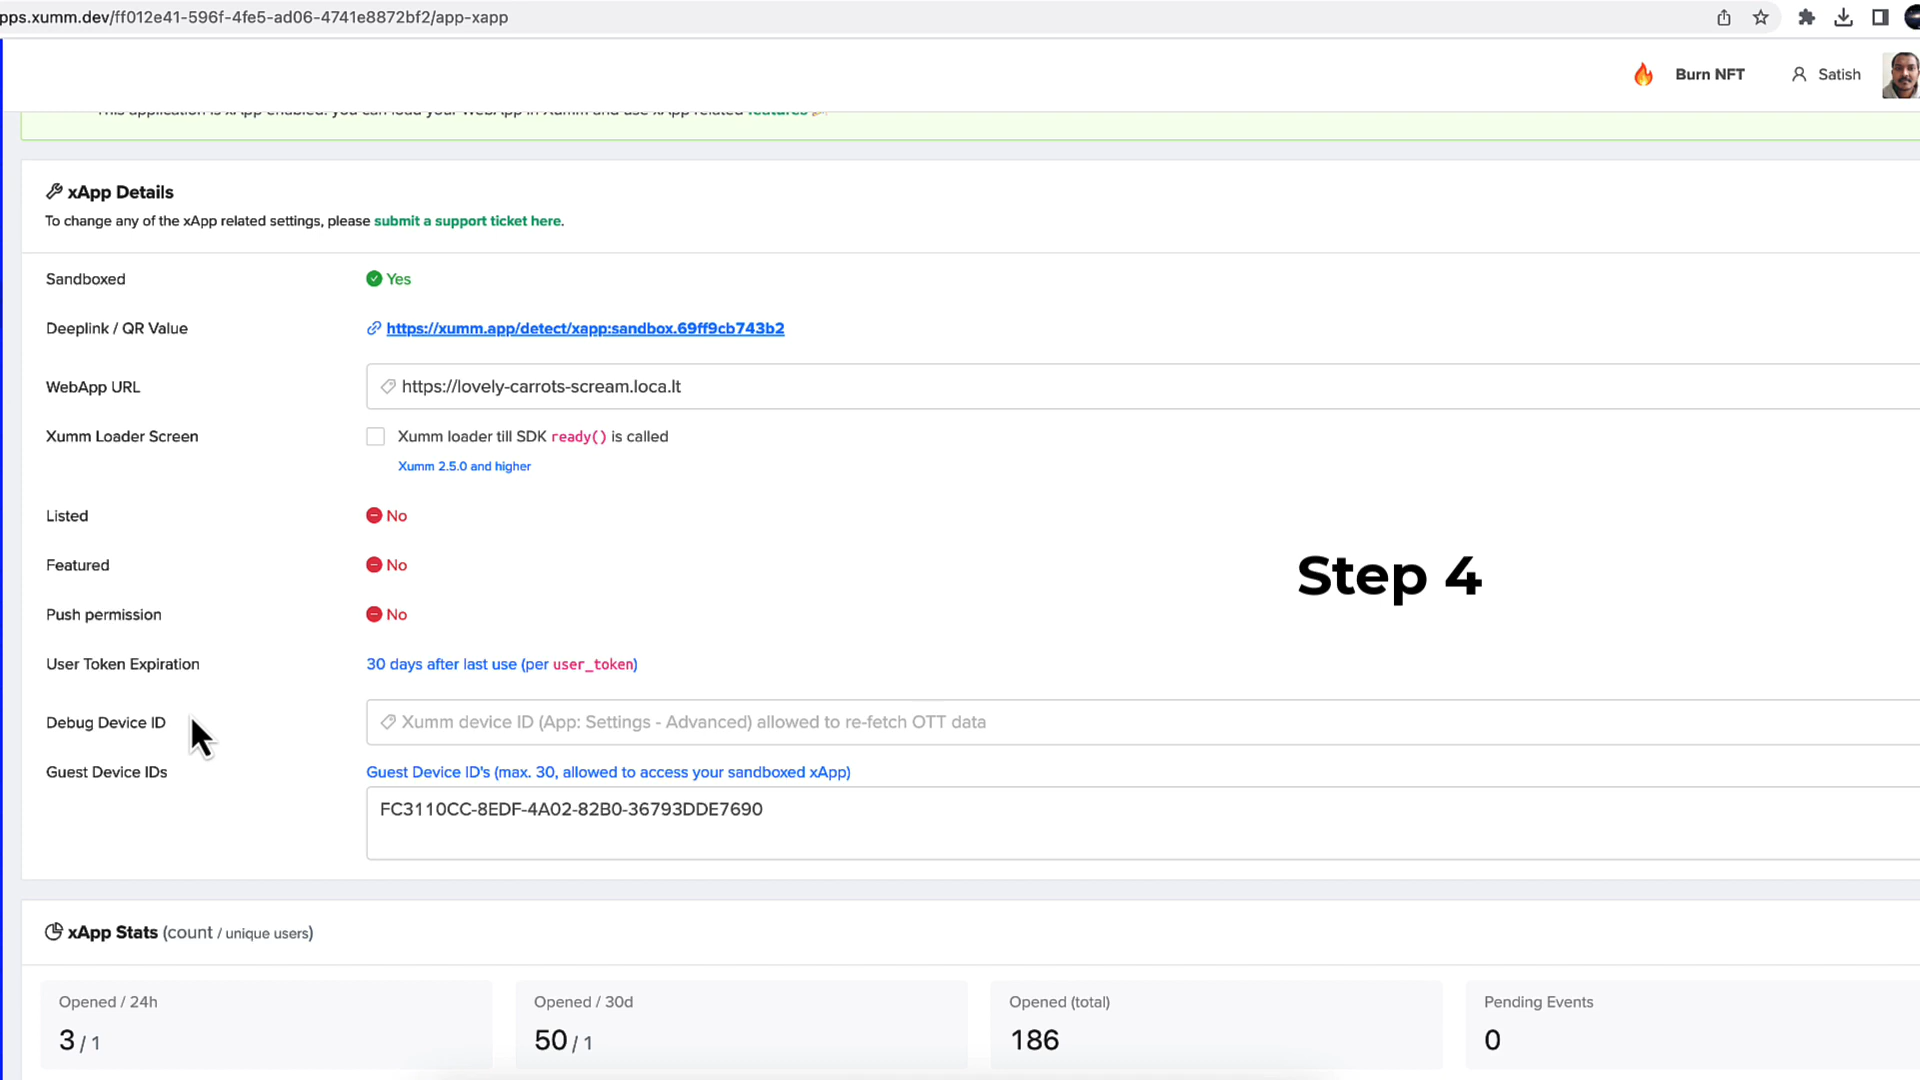 pps.xumm.dev/ff012e41-596f-4fe5-ad06-4741e8872bf2/app-xapp
Burn NFT
Satish
This application is xApp enabled: you can load your WebApp in Xumm and use xApp related features
xApp Details
To change any of the xApp related settings, please submit a support ticket here.
Sandboxed
Yes
Deeplink / QR Value
https://xumm.app/detect/xapp:sandbox.69ff9cb743b2
WebApp URL
https://lovely-carrots-scream.loca.lt
Xumm Loader Screen
Xumm loader till SDK ready() is called
Xumm 2.5.0 and higher
Listed
No
Featured
No
Step 4
Push permission
No
User Token Expiration
30 days after last use (per user_token)
Debug Device ID
Xumm device ID (App: Settings - Advanced) allowed to re-fetch OTT data
Guest Device IDs
Guest Device ID's (max. 30, allowed to access your sandboxed xApp)
FC3110CC-8EDF-4A02-82B0-36793DDE7690
xApp Stats (count / unique users)
Opened / 24h
3 / 1
Opened / 30d
50 / 1
Opened (total)
186
Pending Events
0